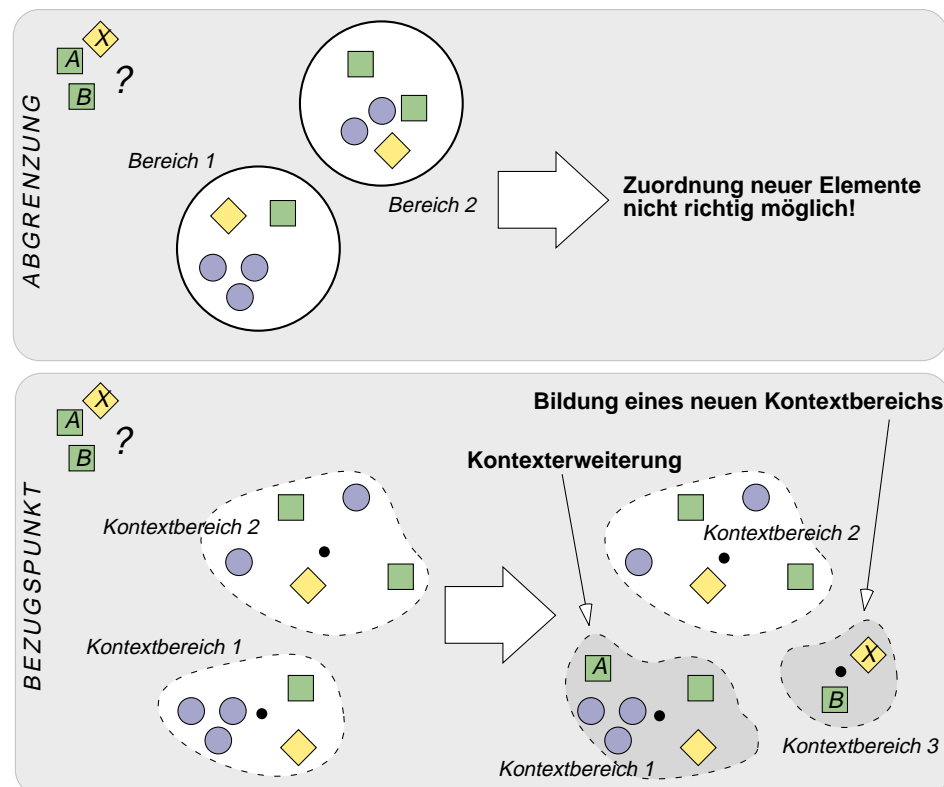 ABGRENZUNG
X
A
B
?
Bereich 1
Bereich 2
Zuordnung neuer Elemente
nicht richtig möglich!
BEZUGSPUNKT
X
A
B
?
Bildung eines neuen Kontextbereichs
Kontexterweiterung
Kontextbereich 2
Kontextbereich 2
Kontextbereich 1
A
X
B
Kontextbereich 3
Kontextbereich 1